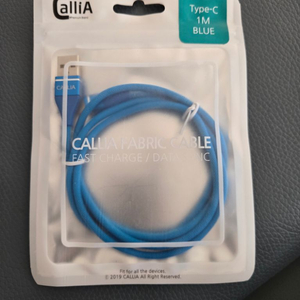 CalliA
Type-C
1M
BLUE
CALLIA
CALLIA FABRIC CABLE
FAST CHARGE / DATA SYNC
Fit for all the devices.
© 2019 CALLIA All Right Reserved.